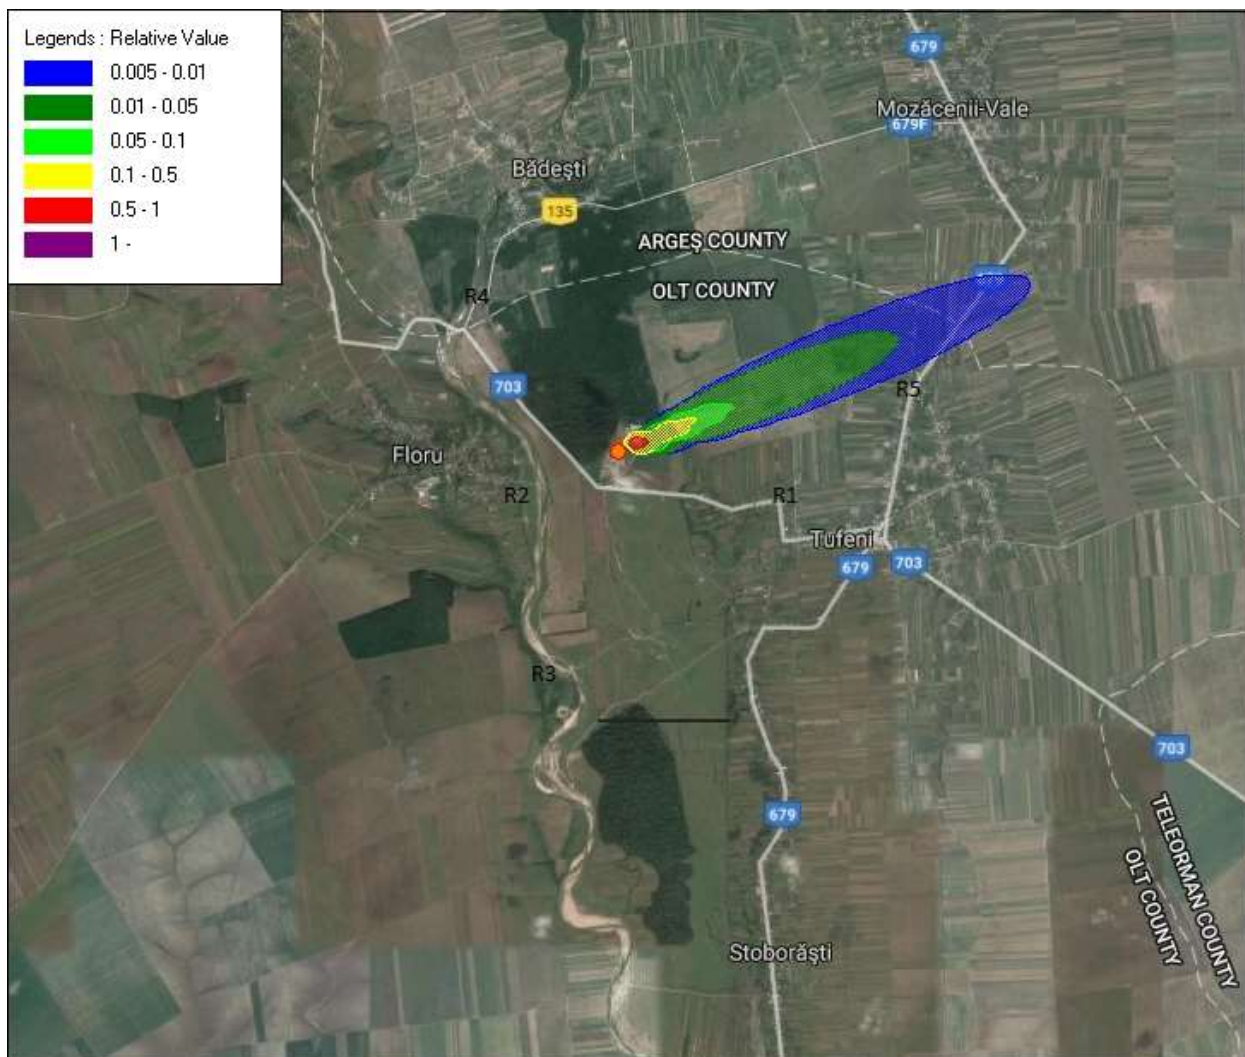 Legends : Relative Value
0.005 - 0.01
0.01 - 0.05
0.05 - 0.1
0.1 - 0.5
0.5 - 1
1 -
679
Mozăcenii-Vale
679F
Bădești
135
ARGEȘ COUNTY
OLT COUNTY
R4
703
R5
Floru
R2
R1
Tufeni
679
703
R3
703
679
TELEORMAN COUNTY
OLT COUNTY
Stoborăști